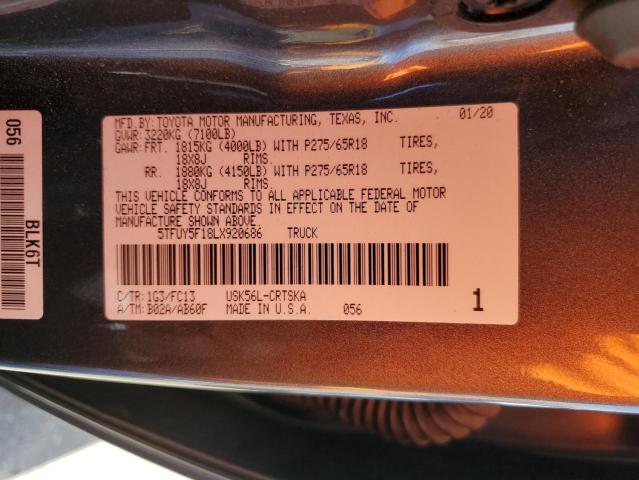 MFD.BY:TOYOTA MOTOR MANUFACTURING, TEXAS, INC. 01/20
GVWR:3220KG (7100LB)
GAWR:FRT. 1815KG (4000LB) WITH P275/65R18 TIRES,
18X8J RIMS.
RR. 1880KG (4150LB) WITH P275/65R18 TIRES,
18X8J RIMS.
THIS VEHICLE CONFORMS TO ALL APPLICABLE FEDERAL MOTOR
VEHICLE SAFETY STANDARDS IN EFFECT ON THE DATE OF
MANUFACTURE SHOWN ABOVE.
5TFUY5F18LX920686 TRUCK
C/TR:1G3/FC13 USK56L-CRTSKA
A/TM:B02A/AB60F MADE IN U.S.A. 056 1
056
BLK6T